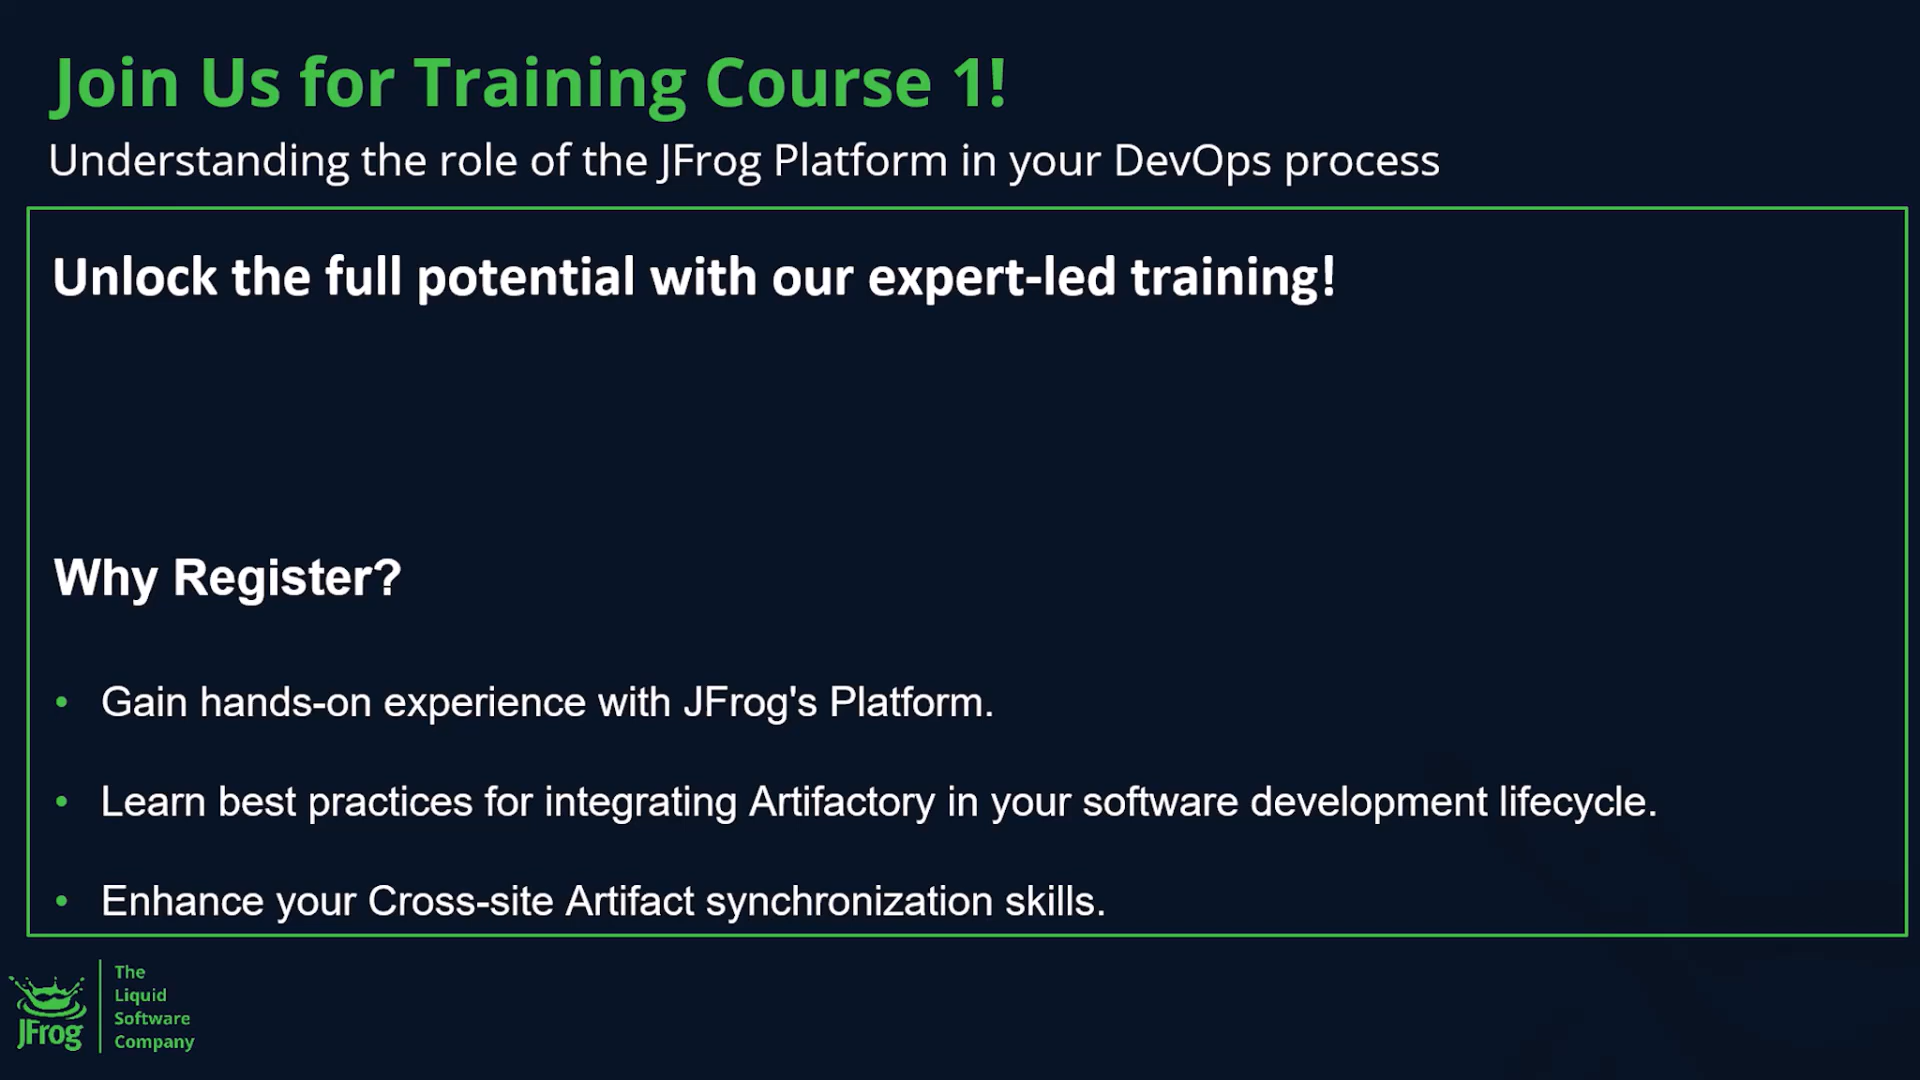 Join Us for Training Course 1!
Understanding the role of the JFrog Platform in your DevOps process
Unlock the full potential with our expert-led training!
Why Register?
• Gain hands-on experience with JFrog's Platform.
• Learn best practices for integrating Artifactory in your software development lifecycle.
• Enhance your Cross-site Artifact synchronization skills.
JFrog
The
Liquid
Software
Company